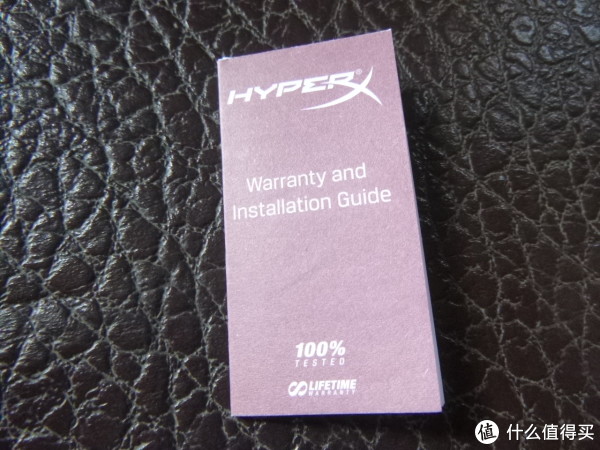 HYPERX®
Warranty and
Installation Guide
100%
TESTED
LIFETIME
WARRANTY
值 什么值得买